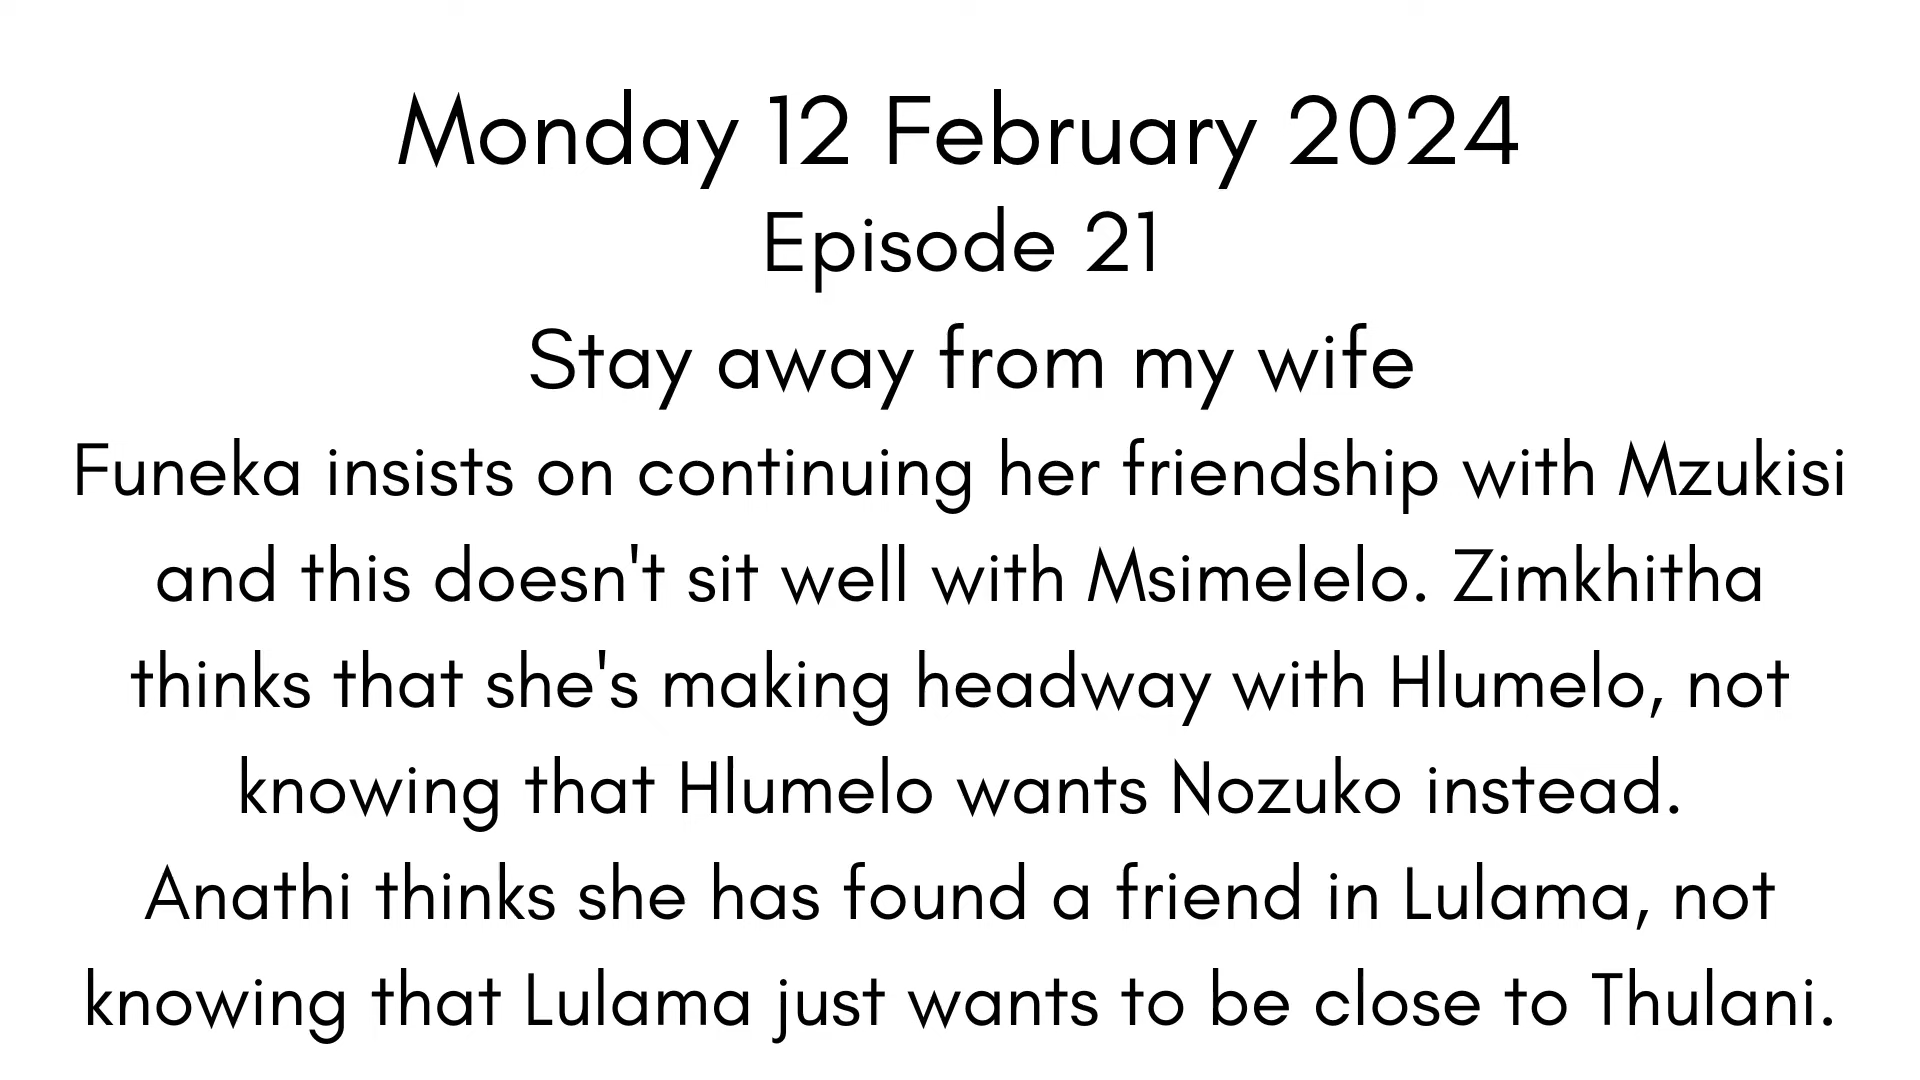 Monday 12 February 2024
Episode 21
Stay away from my wife
Funeka insists on continuing her friendship with Mzukisi
and this doesn't sit well with Msimelelo. Zimkhitha
thinks that she's making headway with Hlumelo, not
knowing that Hlumelo wants Nozuko instead.
Anathi thinks she has found a friend in Lulama, not
knowing that Lulama just wants to be close to Thulani.